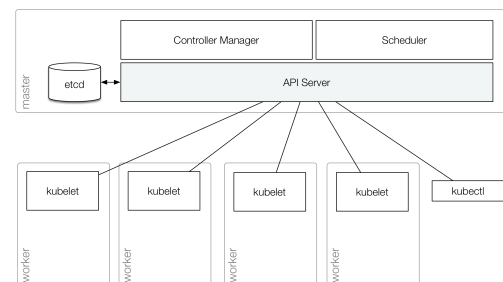 Controller Manager
Scheduler
etcd
API Server
master
kubelet
kubelet
kubelet
kubelet
kubectl
worker
worker
worker
worker